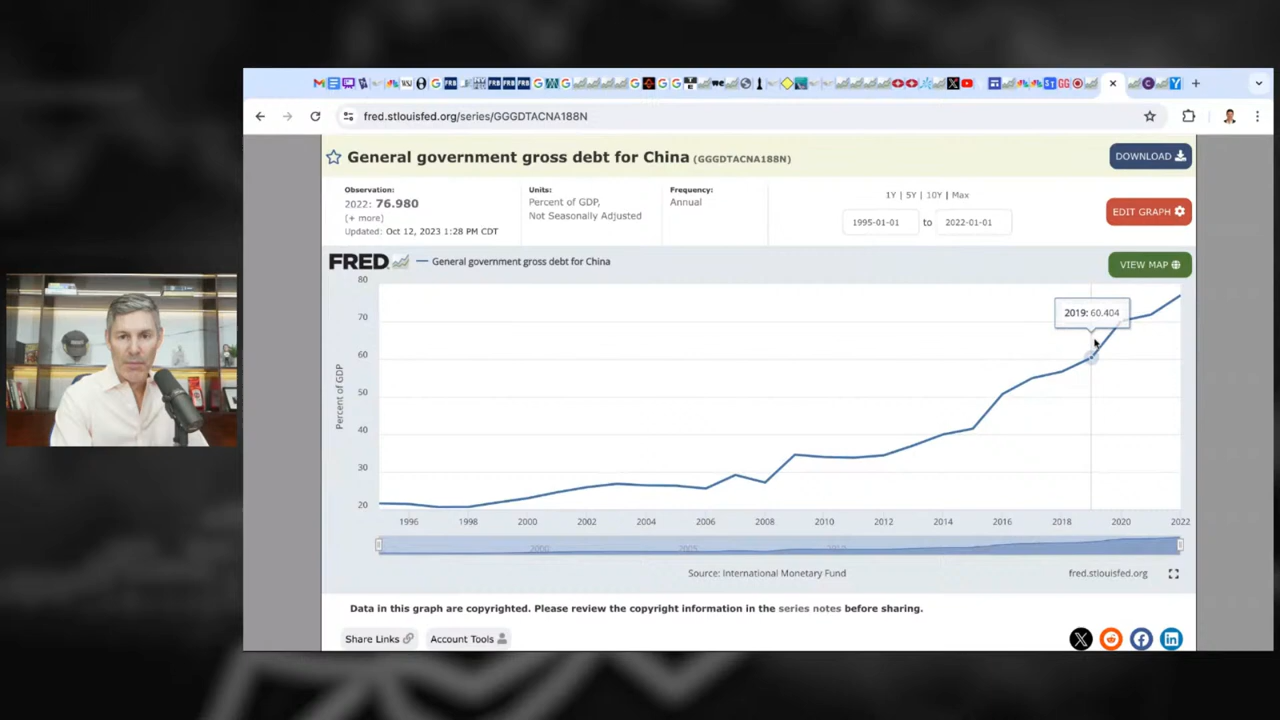 fred.stlouisfed.org/series/GGGDTACNA188N
General government gross debt for China (GGGDTACNA188N)
DOWNLOAD
Observation:
2022: 76.980
(+ more)
Updated: Oct 12, 2023 1:28 PM CDT
Units:
Percent of GDP,
Not Seasonally Adjusted
Frequency:
Annual
1Y | 5Y | 10Y | Max
1995-01-01 to 2022-01-01
EDIT GRAPH
FRED
General government gross debt for China
VIEW MAP
2019: 60.404
Percent of GDP
80
70
60
50
40
30
20
1996 1998 2000 2002 2004 2006 2008 2010 2012 2014 2016 2018 2020 2022
2000 2005
Source: International Monetary Fund
fred.stlouisfed.org
Data in this graph are copyrighted. Please review the copyright information in the series notes before sharing.
Share Links
Account Tools